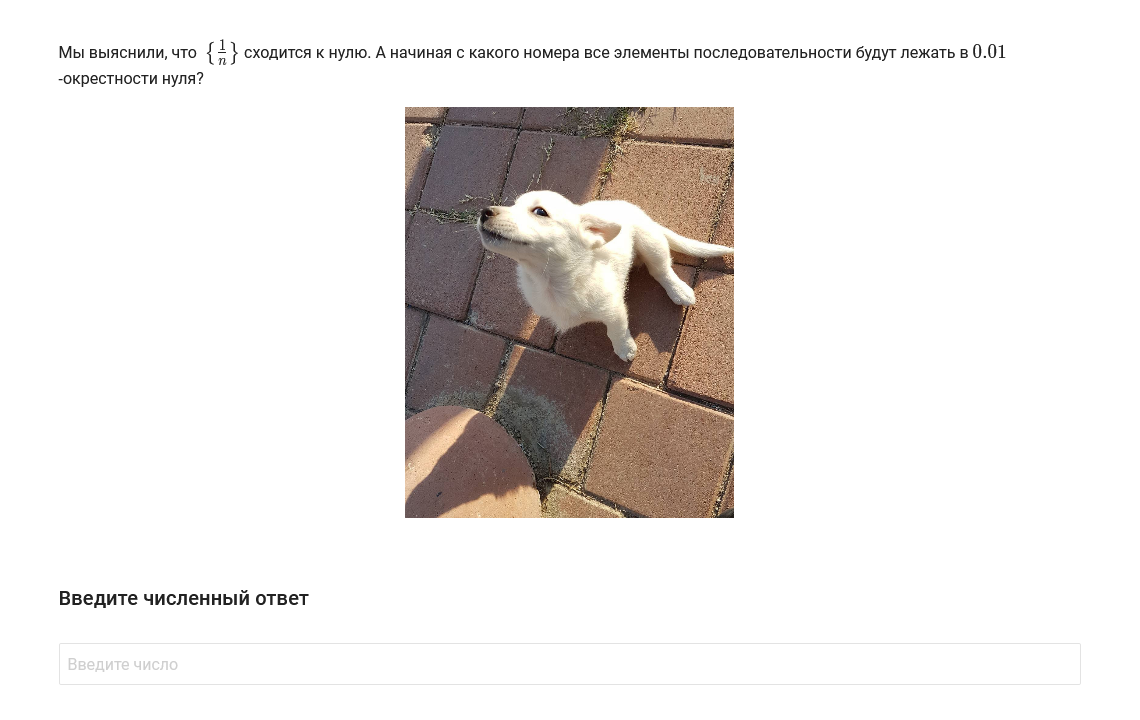 Мы выяснили, что {1/n} сходится к нулю. А начиная с какого номера все элементы последовательности будут лежать в 0.01
-окрестности нуля?
Введите численный ответ
Введите число